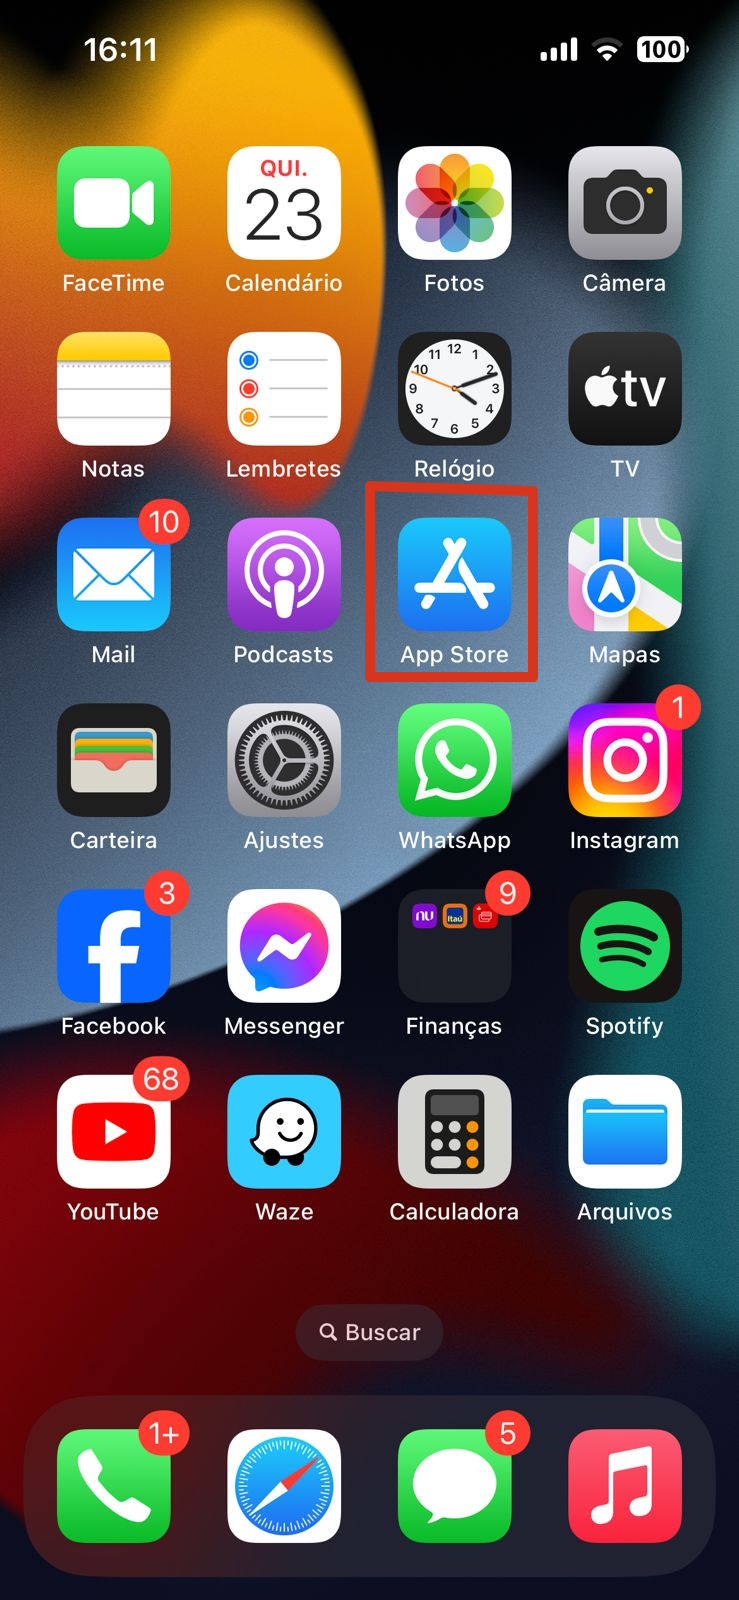 16:11
100
QUI.
23
FaceTime
Calendário
Fotos
Câmera
12
11
1
10
2
9
3
8
4
7
5
6
tv
Notas
Lembretes
Relógio
TV
10
Mail
Podcasts
App Store
Mapas
1
Carteira
Ajustes
WhatsApp
Instagram
3
9
nu
Itaú
Facebook
Messenger
Finanças
Spotify
68
YouTube
Waze
Calculadora
Arquivos
Buscar
1+
5